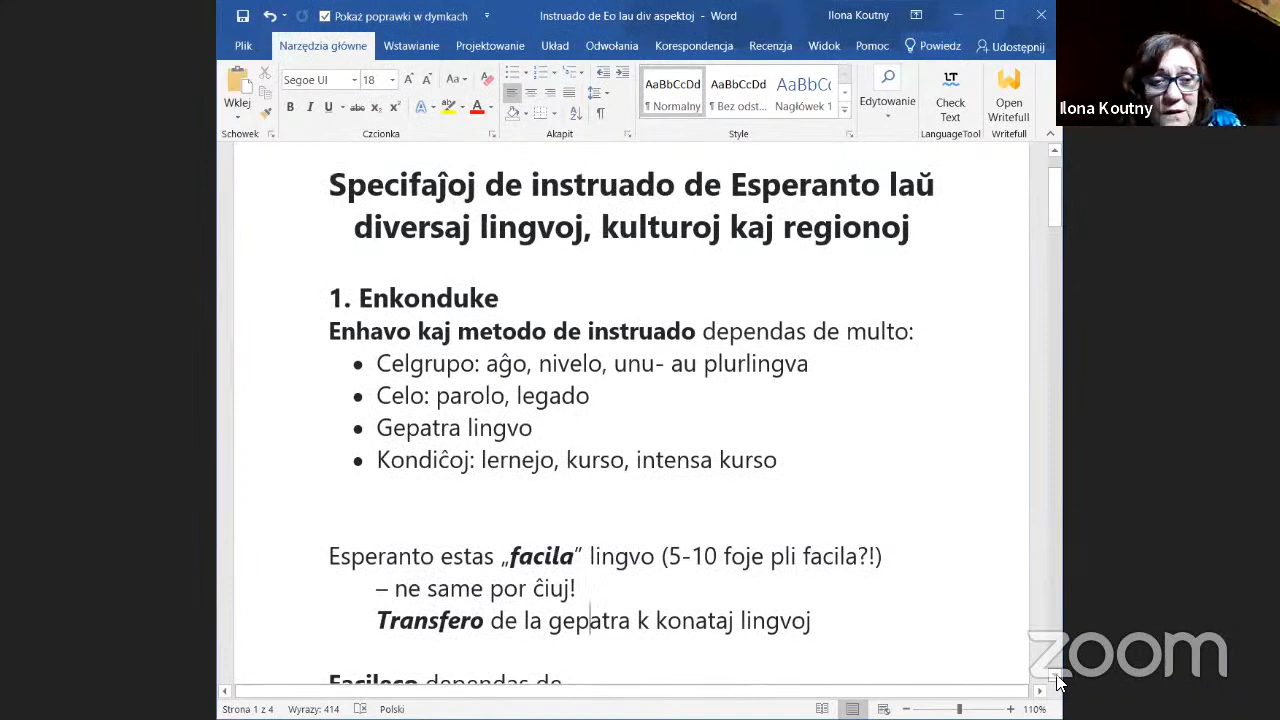 Pokaż poprawki w dymkach
Instruado de Eo lau div aspektoj - Word
Ilona Koutny
Plik Narzędzia główne Wstawianie Projektowanie Układ Odwołania Korespondencja Recenzja Widok Pomoc Powiedz Udostępnij
Wklej
Schowek
Segoe UI 18
Czcionka
Akapit
AaBbCcDd AaBbCcDd AaBbCc
¶ Normalny ¶ Bez odst... Nagłówek 1
Style
Edytowanie
LT
Check Text
LanguageTool
Open Writefull
Writefull
Ilona Koutny
Specifaĵoj de instruado de Esperanto laŭ
diversaj lingvoj, kulturoj kaj regionoj
1. Enkonduke
Enhavo kaj metodo de instruado dependas de multo:
• Celgrupo: aĝo, nivelo, unu- au plurlingva
• Celo: parolo, legado
• Gepatra lingvo
• Kondiĉoj: lernejo, kurso, intensa kurso
Esperanto estas „facila” lingvo (5-10 foje pli facila?!)
– ne same por ĉiuj!
Transfero de la gepatra k konataj lingvoj
Facileco dependas de
zoom
Strona 1 z 4 Wyrazy: 414 Polski 110%